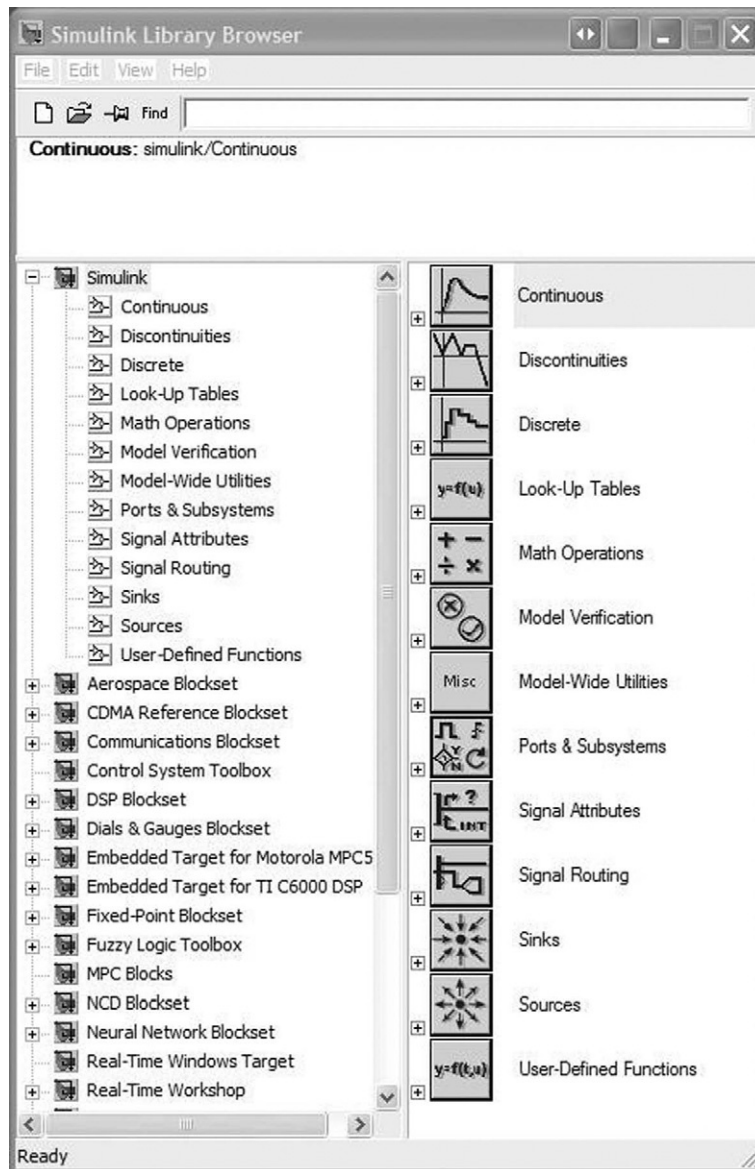 Simulink Library Browser
File Edit View Help
Find
Continuous: simulink/Continuous
Simulink
Continuous
Discontinuities
Discrete
Look-Up Tables
Math Operations
Model Verification
Model-Wide Utilities
Ports & Subsystems
Signal Attributes
Signal Routing
Sinks
Sources
User-Defined Functions
Aerospace Blockset
CDMA Reference Blockset
Communications Blockset
Control System Toolbox
DSP Blockset
Dials & Gauges Blockset
Embedded Target for Motorola MPC5
Embedded Target for TI C6000 DSP
Fixed-Point Blockset
Fuzzy Logic Toolbox
MPC Blocks
NCD Blockset
Neural Network Blockset
Real-Time Windows Target
Real-Time Workshop
Continuous
Discontinuities
Discrete
y=f(u) Look-Up Tables
+ − ÷ × Math Operations
Model Verification
Misc Model-Wide Utilities
Y N Ports & Subsystems
? INT Signal Attributes
Signal Routing
Sinks
Sources
y=f(t,u) User-Defined Functions
Ready